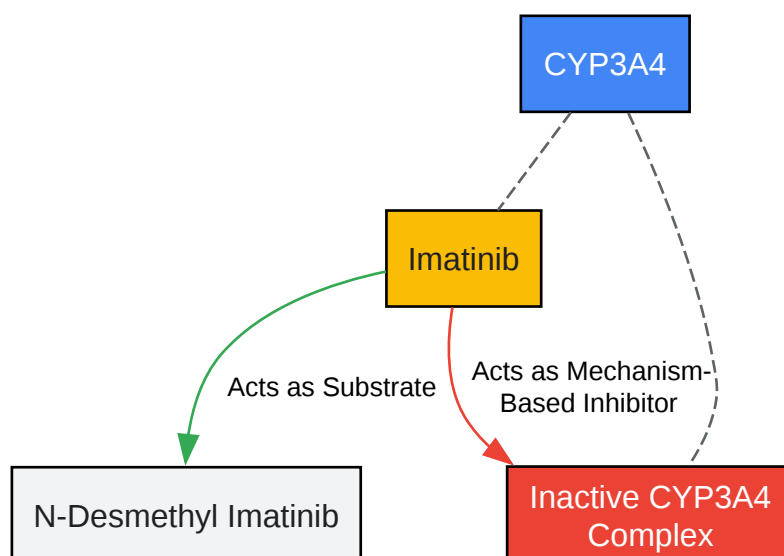 CYP3A4
Imatinib
Acts as Substrate
Acts as Mechanism-
Based Inhibitor
N-Desmethyl Imatinib
Inactive CYP3A4
Complex